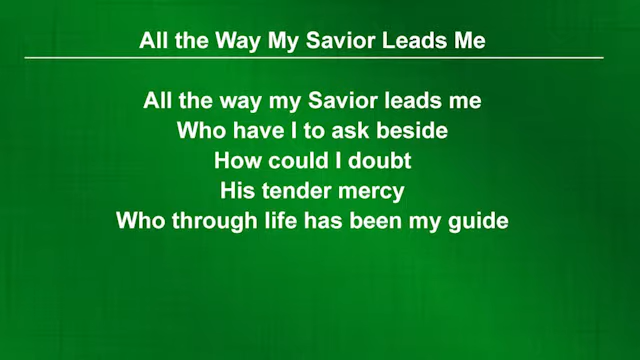 All the Way My Savior Leads Me
All the way my Savior leads me
Who have I to ask beside
How could I doubt
His tender mercy
Who through life has been my guide